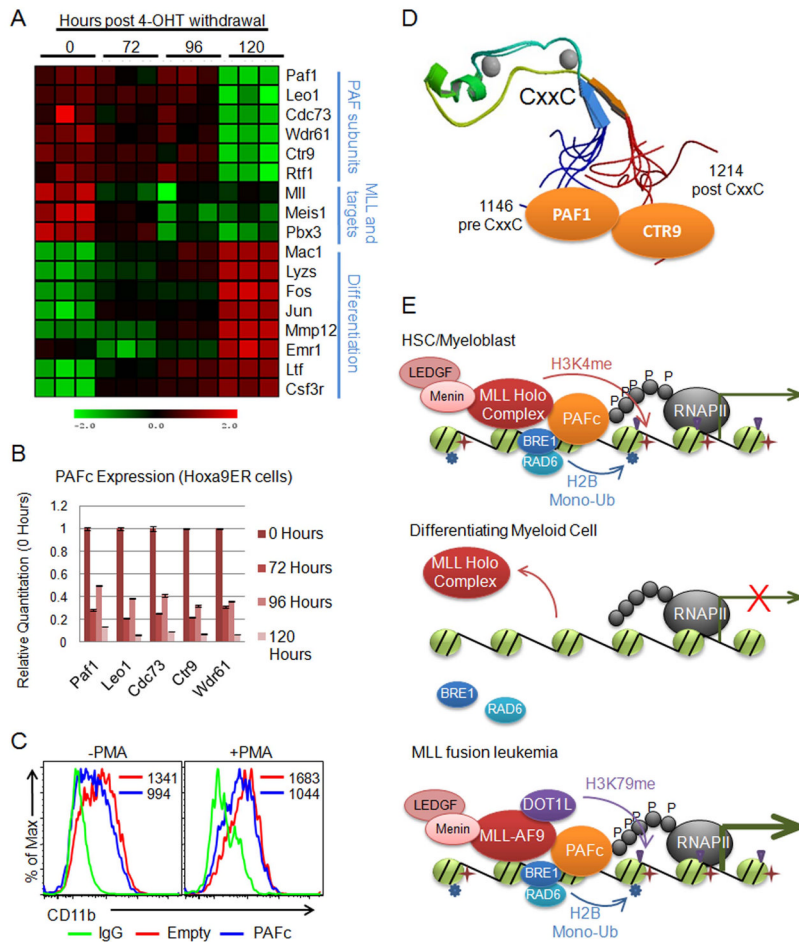 A
Hours post 4-OHT withdrawal
0 72 96 120
Paf1
Leo1
Cdc73
Wdr61
Ctr9
Rtf1
Mll
Meis1
Pbx3
Mac1
Lyzs
Fos
Jun
Mmp12
Emr1
Ltf
Csf3r
PAF subunits
MLL and targets
Differentiation
-2.0 0.0 2.0
B
PAFc Expression (Hoxa9ER cells)
Relative Quantitation (0 Hours)
1.2
1
0.8
0.6
0.4
0.2
0
Paf1 Leo1 Cdc73 Ctr9 Wdr61
0 Hours
72 Hours
96 Hours
120 Hours
C
-PMA
+PMA
1341
994
1683
1044
% of Max
CD11b
IgG Empty PAFc
D
CxxC
1146
pre CxxC
1214
post CxxC
PAF1
CTR9
E
HSC/Myeloblast
LEDGF
Menin
MLL Holo
Complex
H3K4me
PAFc
P P P P P
RNAPII
BRE1
RAD6
H2B
Mono-Ub
Differentiating Myeloid Cell
MLL Holo
Complex
RNAPII
X
BRE1
RAD6
MLL fusion leukemia
LEDGF
Menin
MLL-AF9
DOT1L
H3K79me
PAFc
P P P P P
RNAPII
BRE1
RAD6
H2B
Mono-Ub